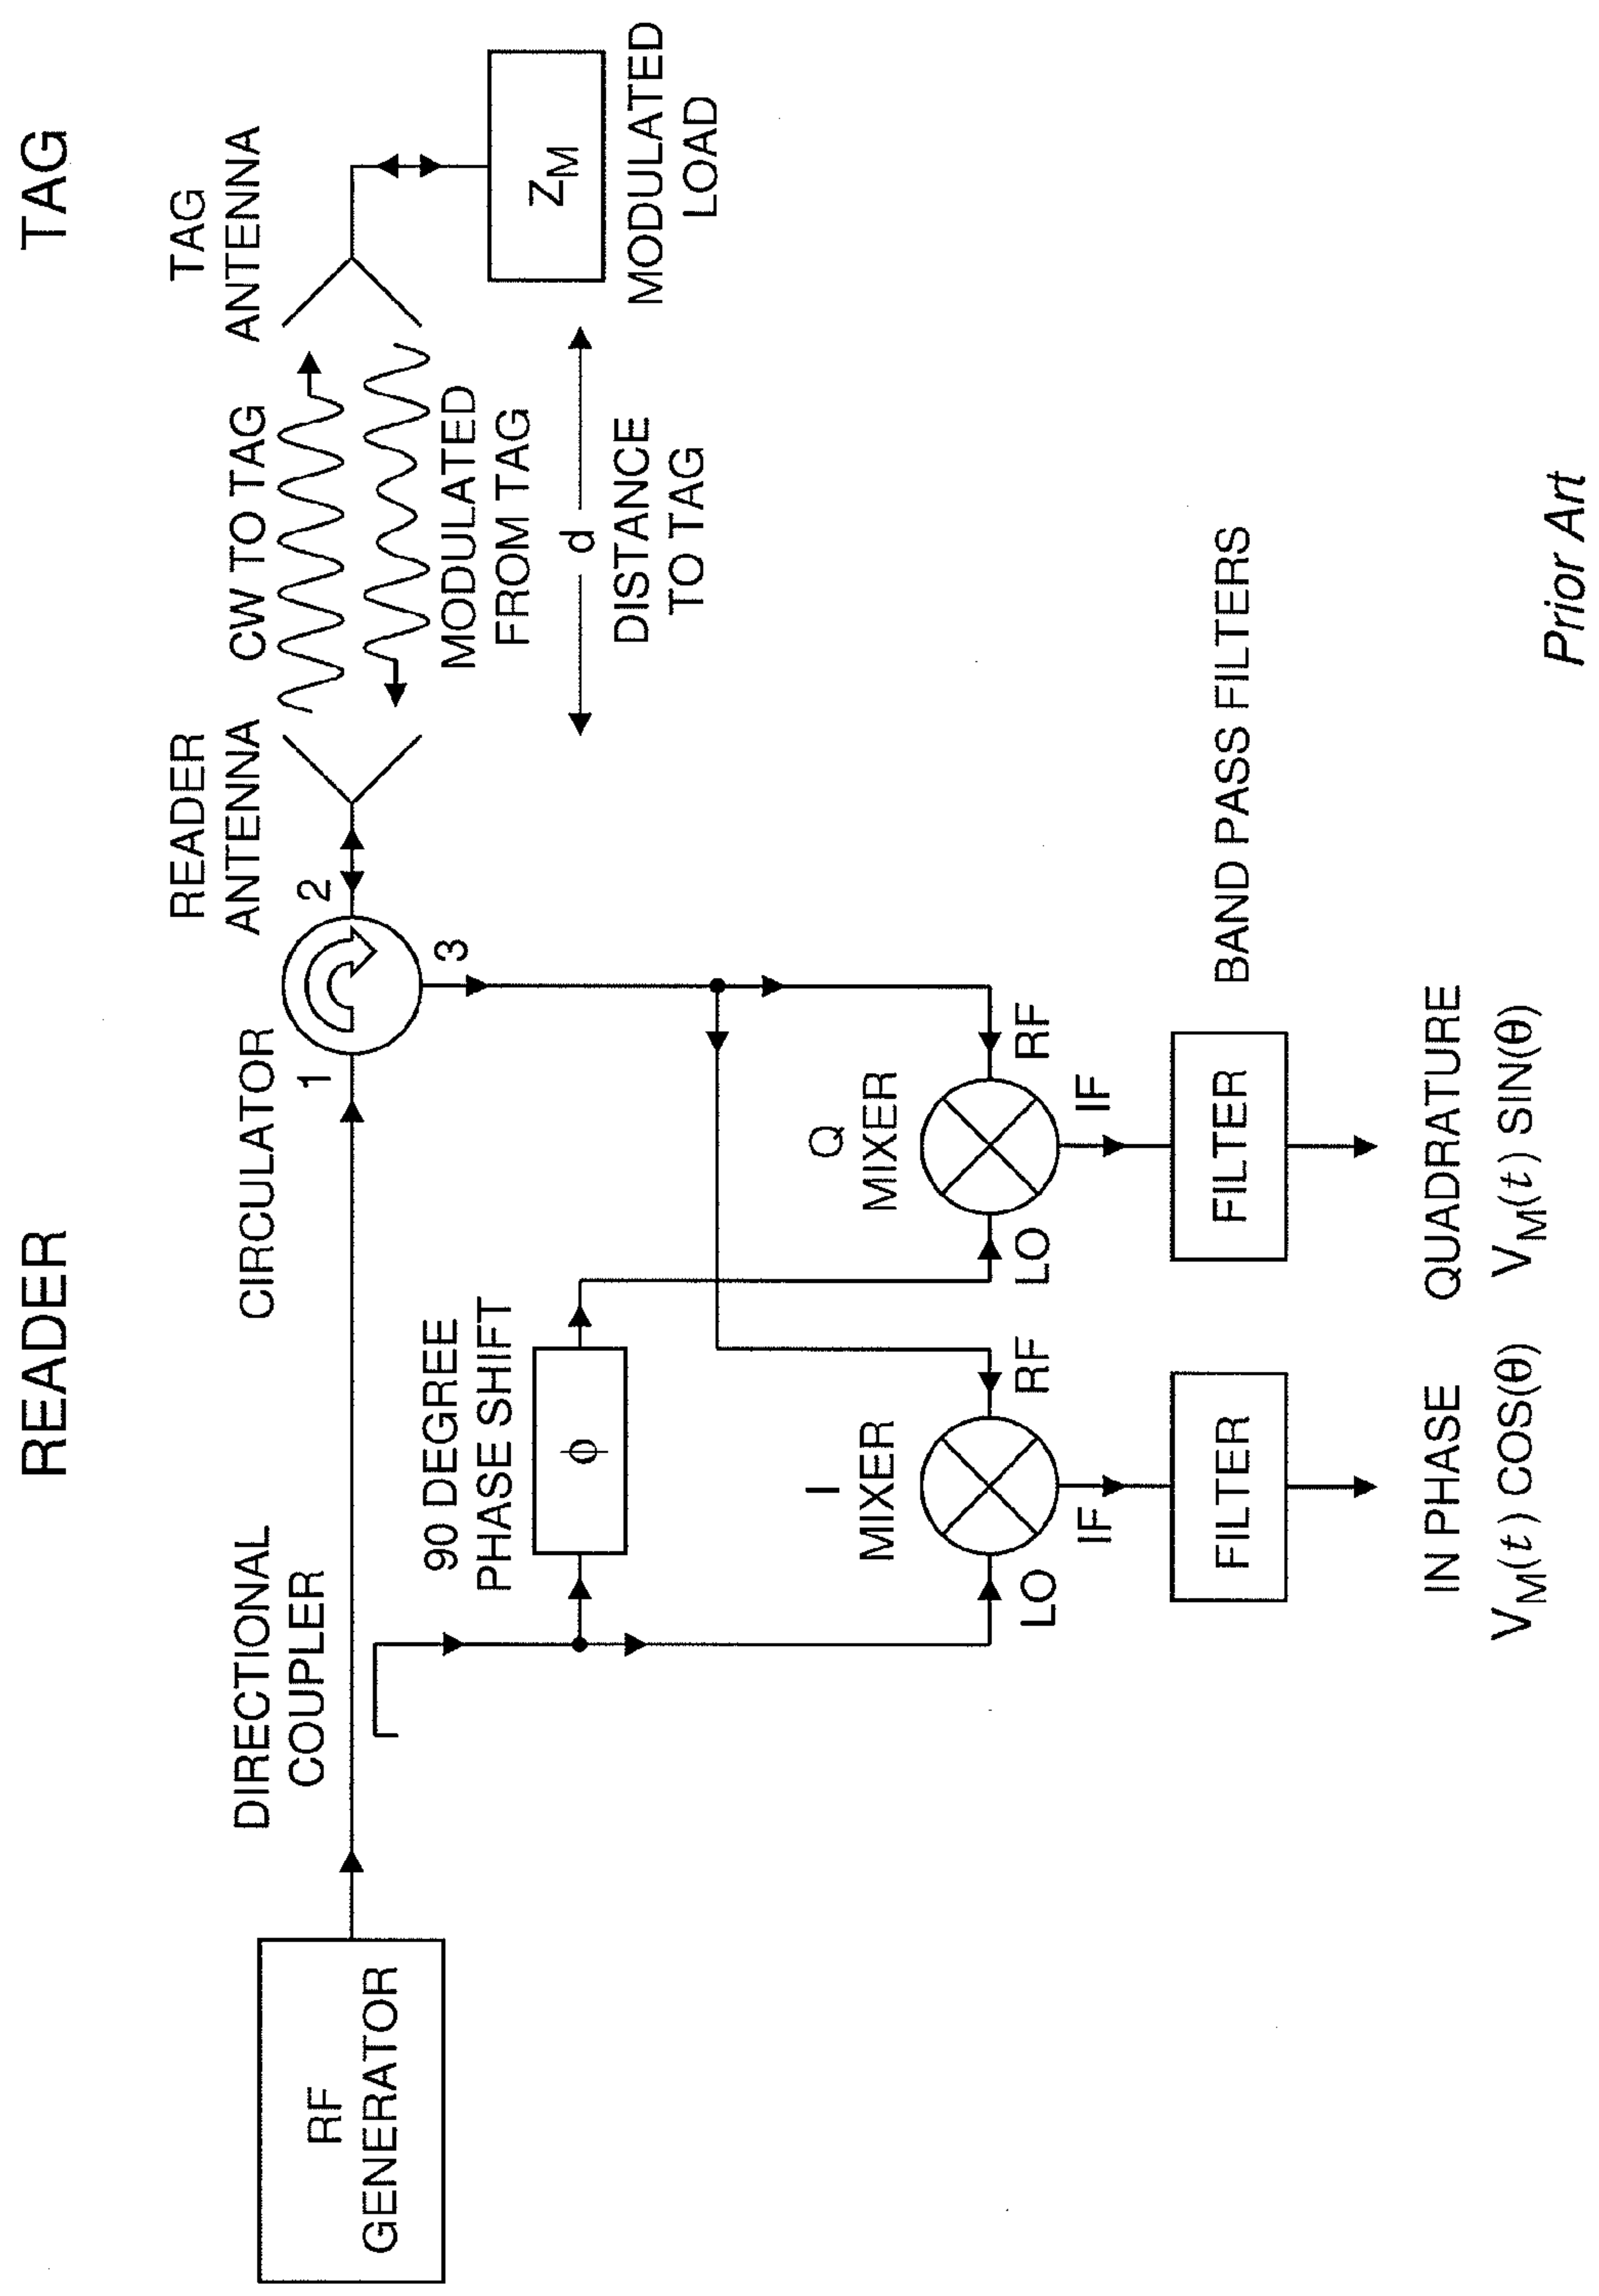 READER
TAG
RF
GENERATOR
DIRECTIONAL
COUPLER
CIRCULATOR
1
2
3
READER
ANTENNA
CW TO TAG
MODULATED
FROM TAG
d
DISTANCE
TO TAG
TAG
ANTENNA
Z_M
MODULATED
LOAD
90 DEGREE
PHASE SHIFT
ϕ
I
MIXER
LO
RF
IF
Q
MIXER
LO
RF
IF
FILTER
FILTER
BAND PASS FILTERS
IN PHASE
V_M(t) COS(θ)
QUADRATURE
V_M(t) SIN(θ)
Prior Art